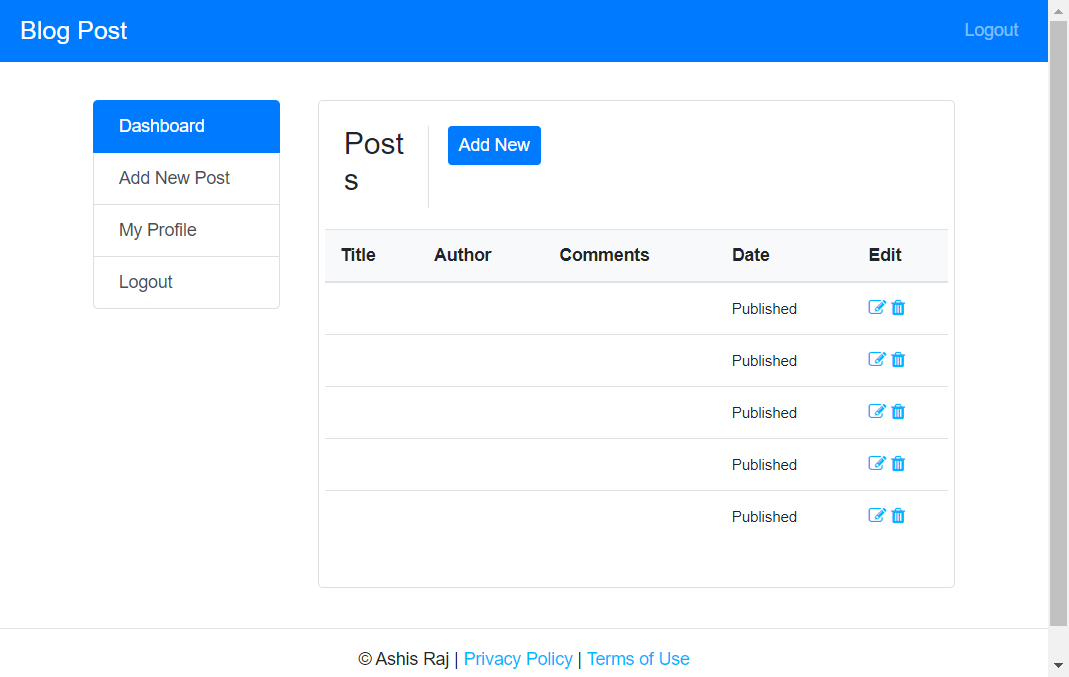 Blog Post
Logout
Dashboard
Add New Post
My Profile
Logout
Post
s
Add New
Title Author Comments Date Edit
Published
Published
Published
Published
Published
© Ashis Raj | Privacy Policy | Terms of Use